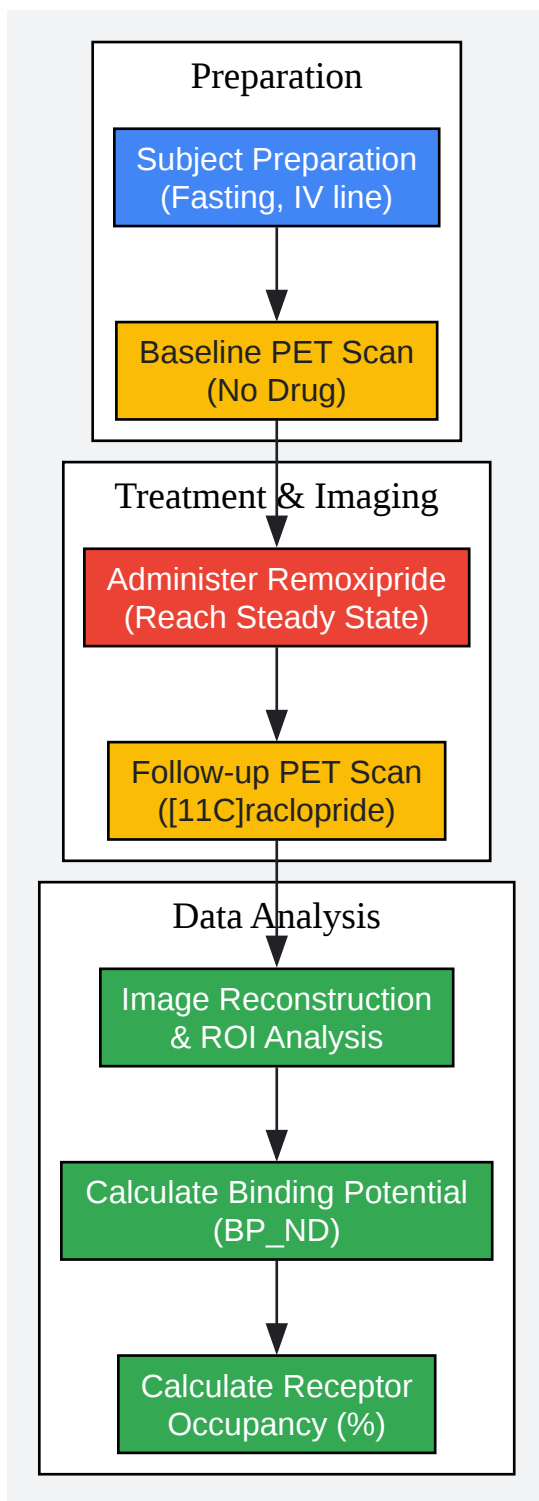 Preparation
Subject Preparation
(Fasting, IV line)
Baseline PET Scan
(No Drug)
Treatment & Imaging
Administer Remoxipride
(Reach Steady State)
Follow-up PET Scan
([11C]raclopride)
Data Analysis
Image Reconstruction
& ROI Analysis
Calculate Binding Potential
(BP_ND)
Calculate Receptor
Occupancy (%)